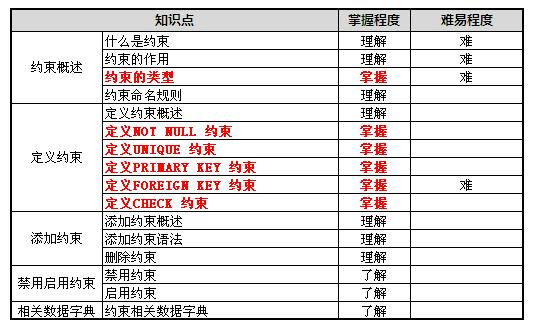 知识点 掌握程度 难易程度
约束概述 什么是约束 理解 难
约束的作用 理解 难
约束的类型 掌握 难
约束命名规则 理解
定义约束 定义约束概述 理解
定义NOT NULL 约束 掌握
定义UNIQUE 约束 掌握
定义PRIMARY KEY 约束 掌握
定义FOREIGN KEY 约束 掌握 难
定义CHECK 约束 掌握
添加约束 添加约束概述 理解
添加约束语法 理解
删除约束 理解
禁用启用约束 禁用约束 了解
启用约束 了解
相关数据字典 约束相关数据字典 了解